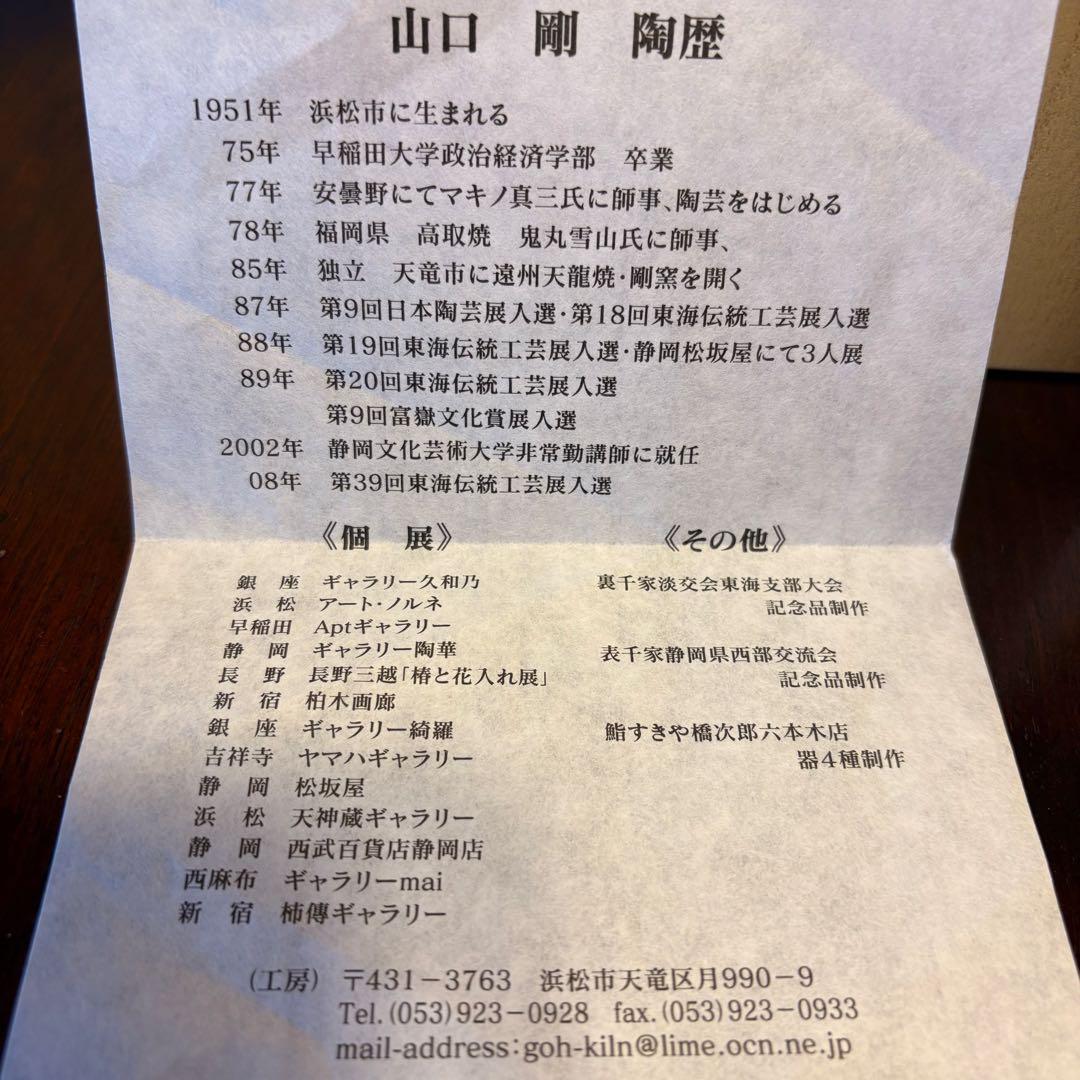 山口 剛 陶歴
1951年 浜松市に生まれる
75年 早稲田大学政治経済学部 卒業
77年 安曇野にてマキノ真三氏に師事、陶芸をはじめる
78年 福岡県 高取焼 鬼丸雪山氏に師事、
85年 独立 天竜市に遠州天龍焼・剛窯を開く
87年 第9回日本陶芸展入選・第18回東海伝統工芸展入選
88年 第19回東海伝統工芸展入選・静岡松坂屋にて3人展
89年 第20回東海伝統工芸展入選
第9回富嶽文化賞展入選
2002年 静岡文化芸術大学非常勤講師に就任
08年 第39回東海伝統工芸展入選
《個 展》
銀座 ギャラリー久和乃
浜松 アート・ノルネ
早稲田 Aptギャラリー
静岡 ギャラリー陶華
長野 長野三越「椿と花入れ展」
新宿 柏木画廊
銀座 ギャラリー綺羅
吉祥寺 ヤマハギャラリー
静岡 松坂屋
浜松 天神蔵ギャラリー
静岡 西武百貨店静岡店
西麻布 ギャラリーmai
新宿 柿傳ギャラリー
《その他》
裏千家淡交会東海支部大会
記念品制作
表千家静岡県西部交流会
記念品制作
鮨すきや橋次郎六本木店
器4種制作
(工房) 〒431-3763 浜松市天竜区月990-9
Tel.(053)923-0928 fax.(053)923-0933
mail-address:goh-kiln@lime.ocn.ne.jp